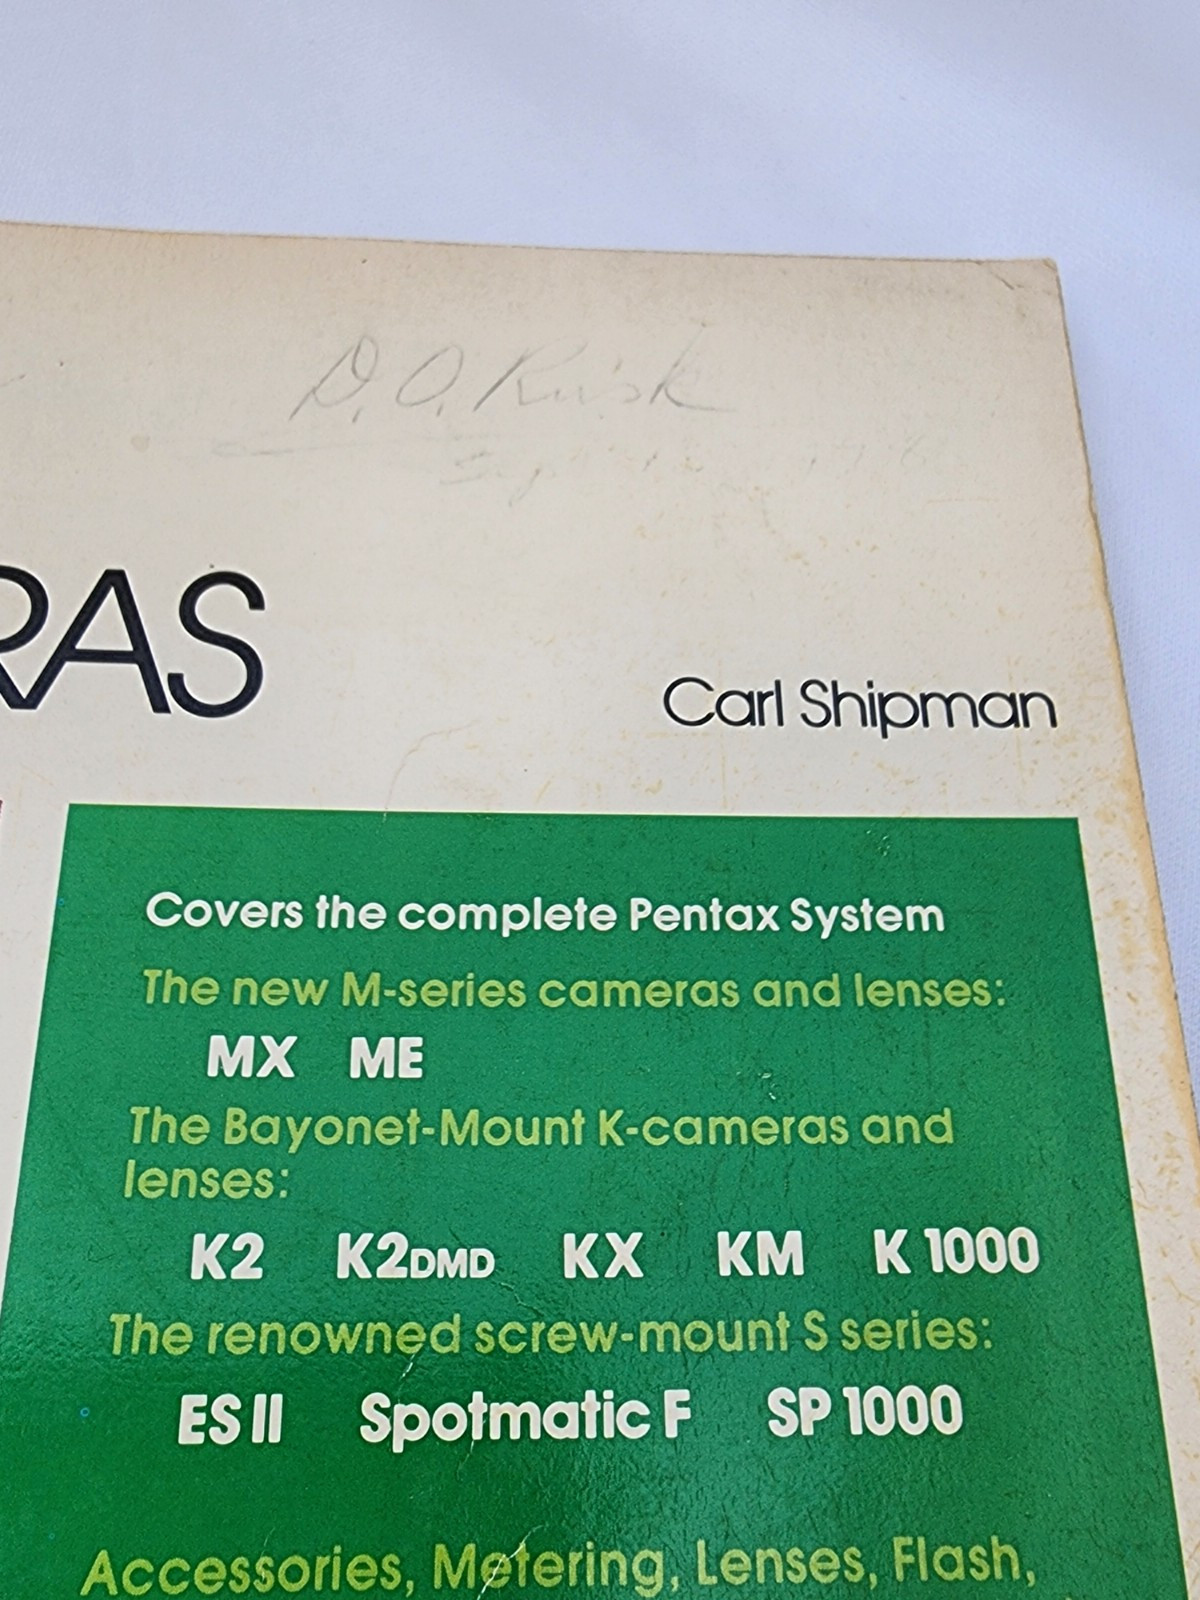 D. O. Rusk
RAS
Carl Shipman
Covers the complete Pentax System
The new M-series cameras and lenses:
MX ME
The Bayonet-Mount K-cameras and
lenses:
K2 K2DMD KX KM K 1000
The renowned screw-mount S series:
ES II Spotmatic F SP 1000
Accessories, Metering, Lenses, Flash,